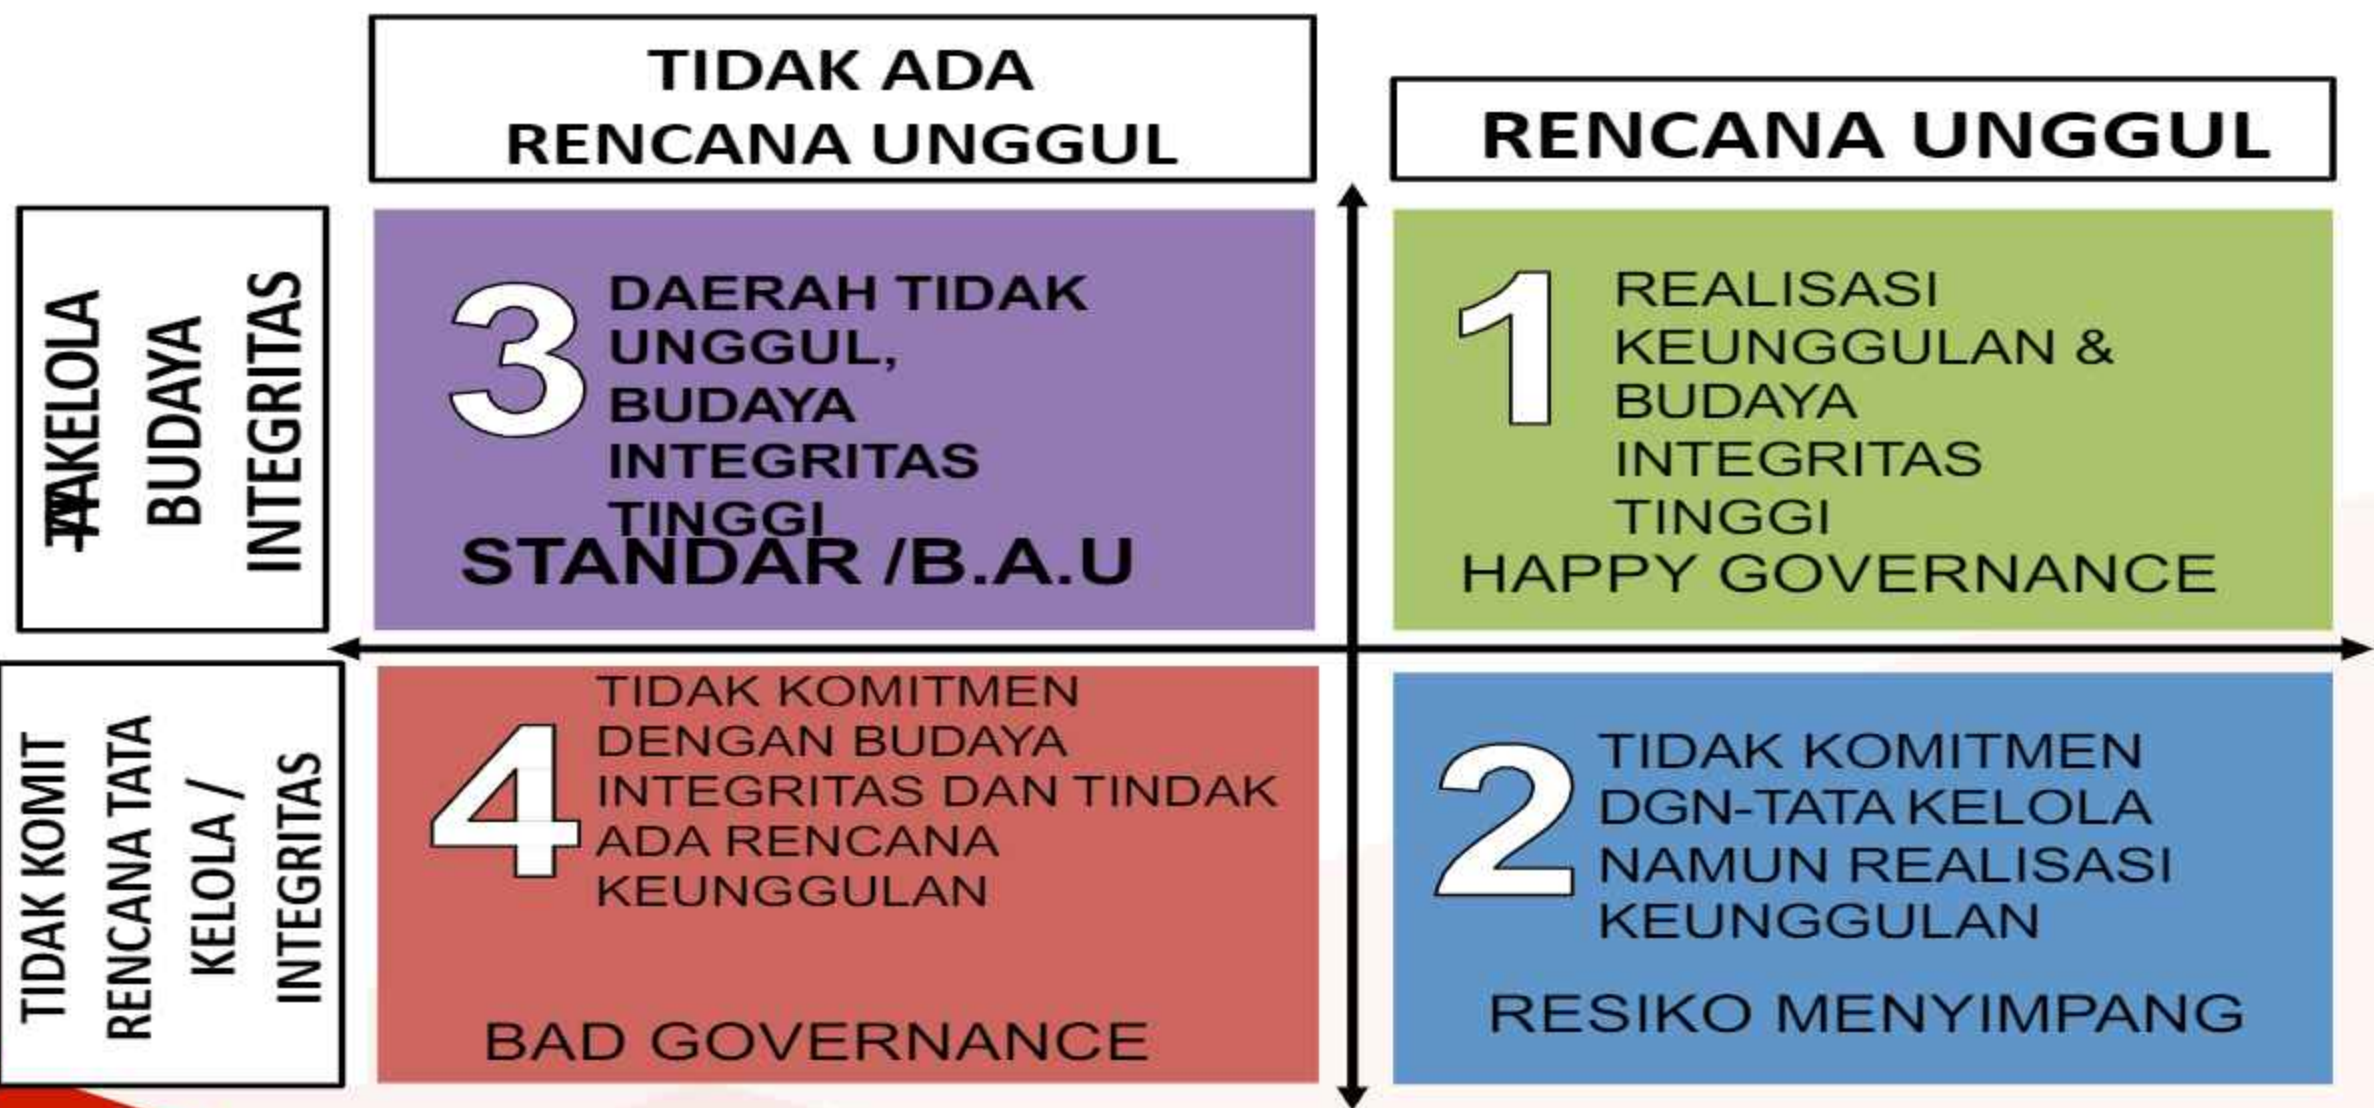 TIDAK ADA
RENCANA UNGGUL
RENCANA UNGGUL
BUDAYA
INTEGRITAS
3
DAERAH TIDAK
UNGGUL,
BUDAYA
INTEGRITAS
TINGGI
STANDAR /B.A.U
1
REALISASI
KEUNGGULAN &
BUDAYA
INTEGRITAS
TINGGI
HAPPY GOVERNANCE
TIDAK KOMIT
RENCANA TATA
KELOLA /
INTEGRITAS
4
TIDAK KOMITMEN
DENGAN BUDAYA
INTEGRITAS DAN TINDAK
ADA RENCANA
KEUNGGULAN
BAD GOVERNANCE
2
TIDAK KOMITMEN
DGN-TATA KELOLA
NAMUN REALISASI
KEUNGGULAN
RESIKO MENYIMPANG